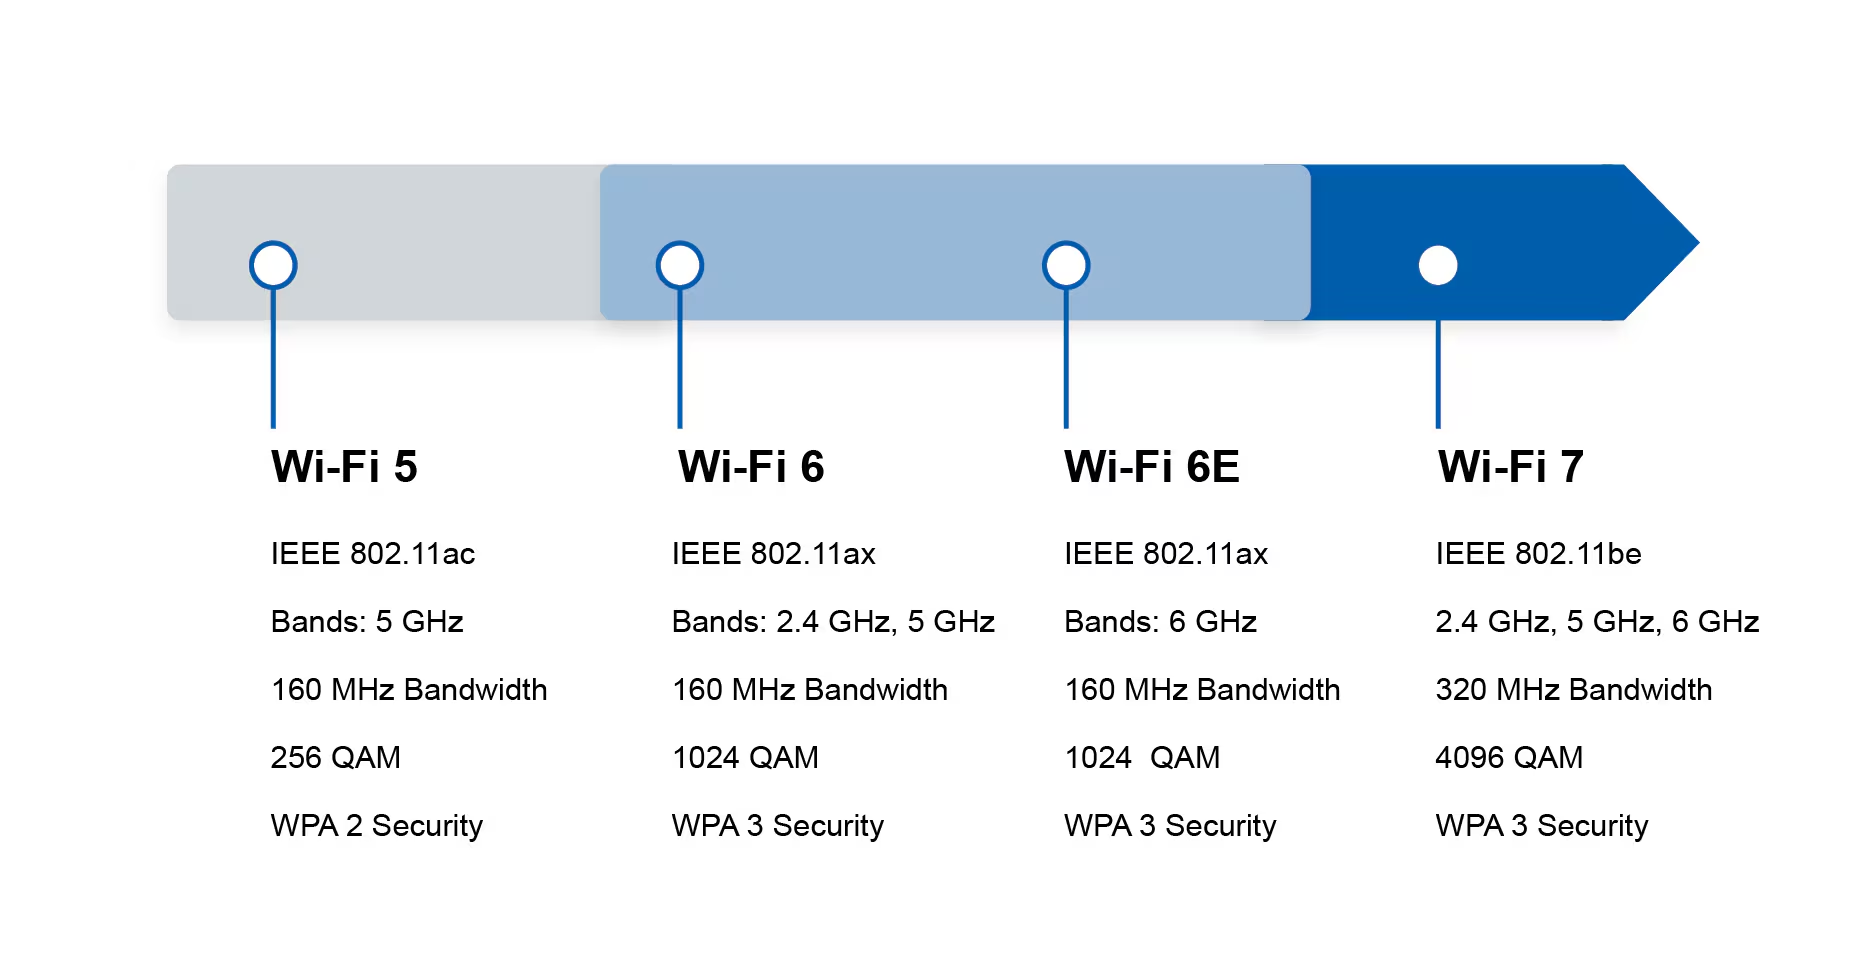 Wi-Fi 5
IEEE 802.11ac
Bands: 5 GHz
160 MHz Bandwidth
256 QAM
WPA 2 Security
Wi-Fi 6
IEEE 802.11ax
Bands: 2.4 GHz, 5 GHz
160 MHz Bandwidth
1024 QAM
WPA 3 Security
Wi-Fi 6E
IEEE 802.11ax
Bands: 6 GHz
160 MHz Bandwidth
1024  QAM
WPA 3 Security
Wi-Fi 7
IEEE 802.11be
2.4 GHz, 5 GHz, 6 GHz
320 MHz Bandwidth
4096 QAM
WPA 3 Security